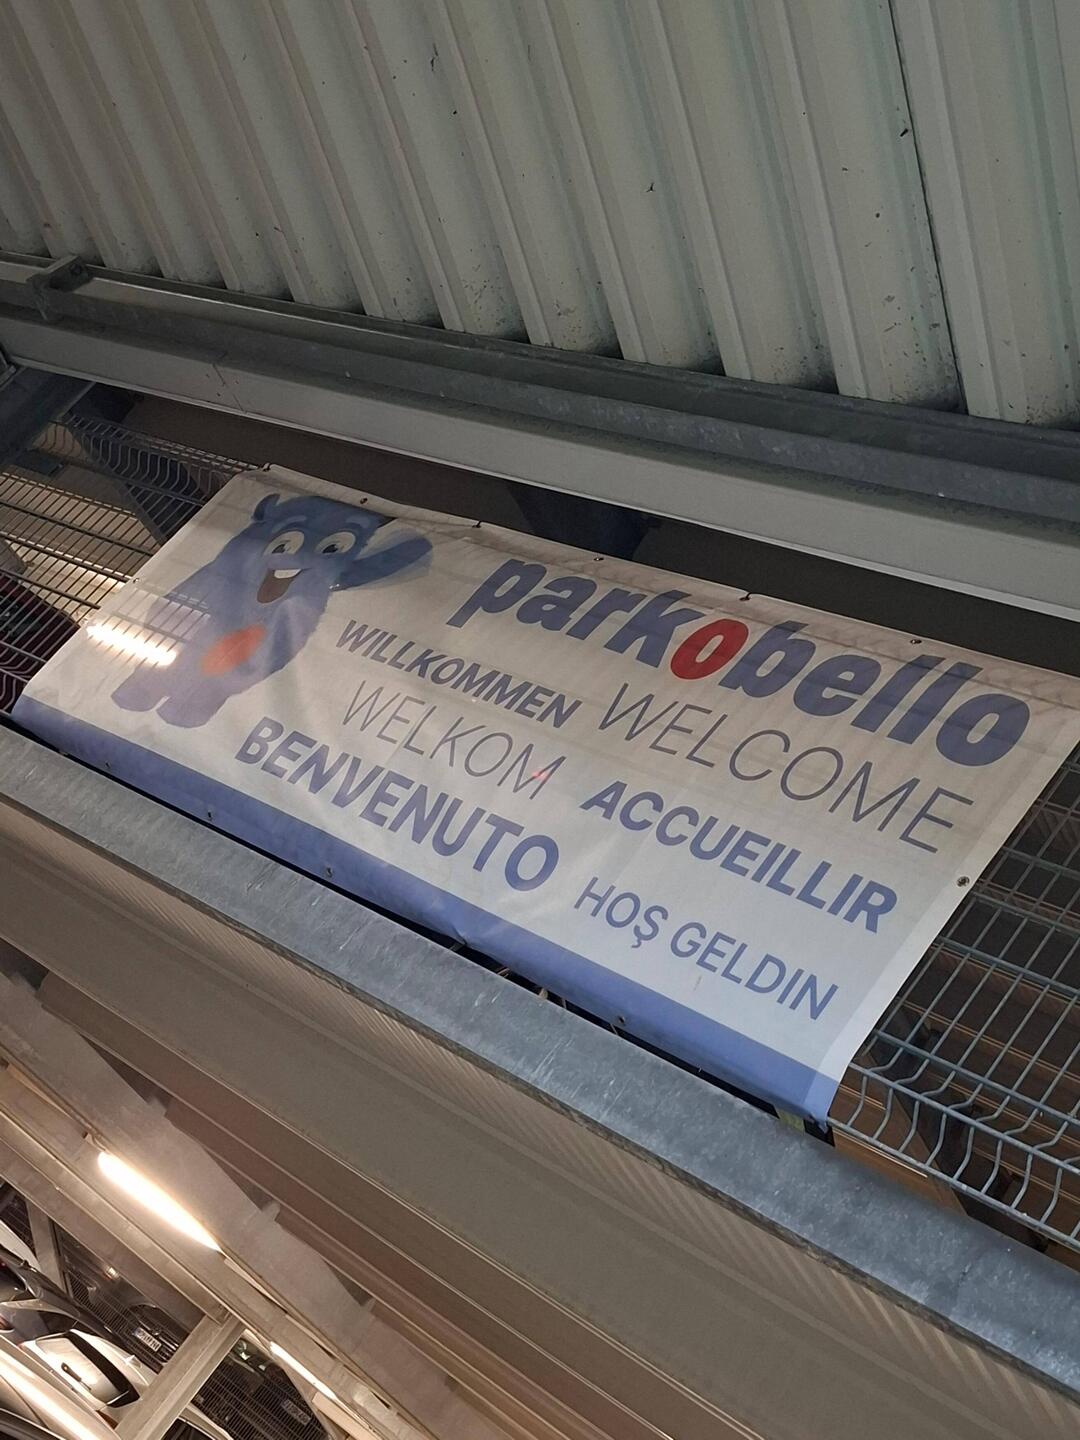 parkobello
WILLKOMMEN
WELCOME
WELKOM
ACCUEILLIR
BENVENUTO
HOŞ GELDIN